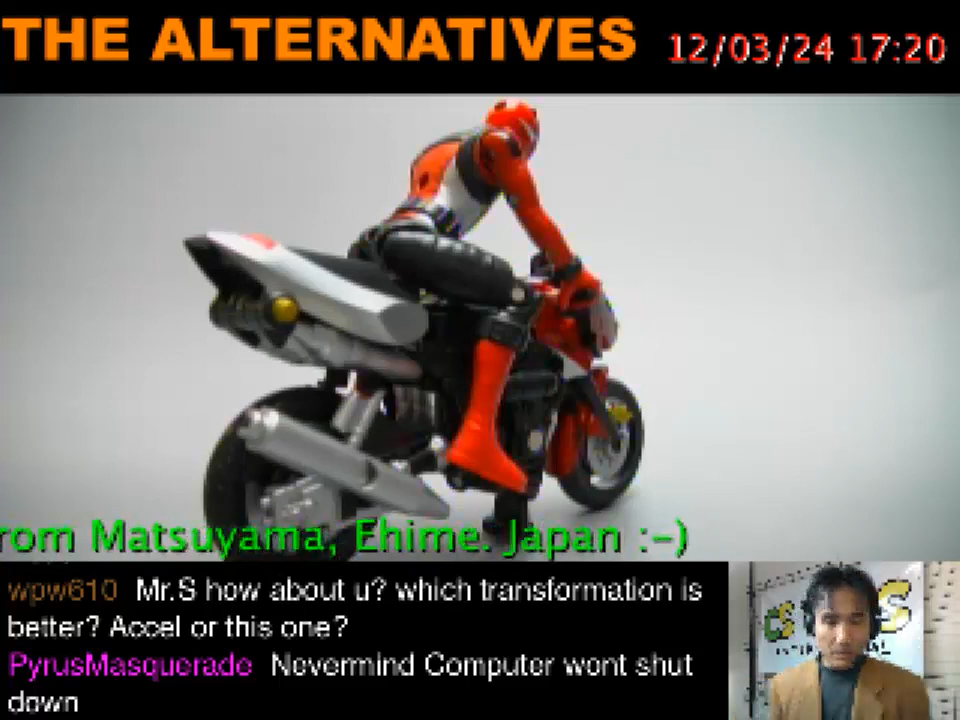 THE ALTERNATIVES
12/03/24 17:20
rom Matsuyama, Ehime. Japan :-)
wpw610 Mr.S how about u? which transformation is
better? Accel or this one?
PyrusMasquerade Nevermind Computer wont shut
down